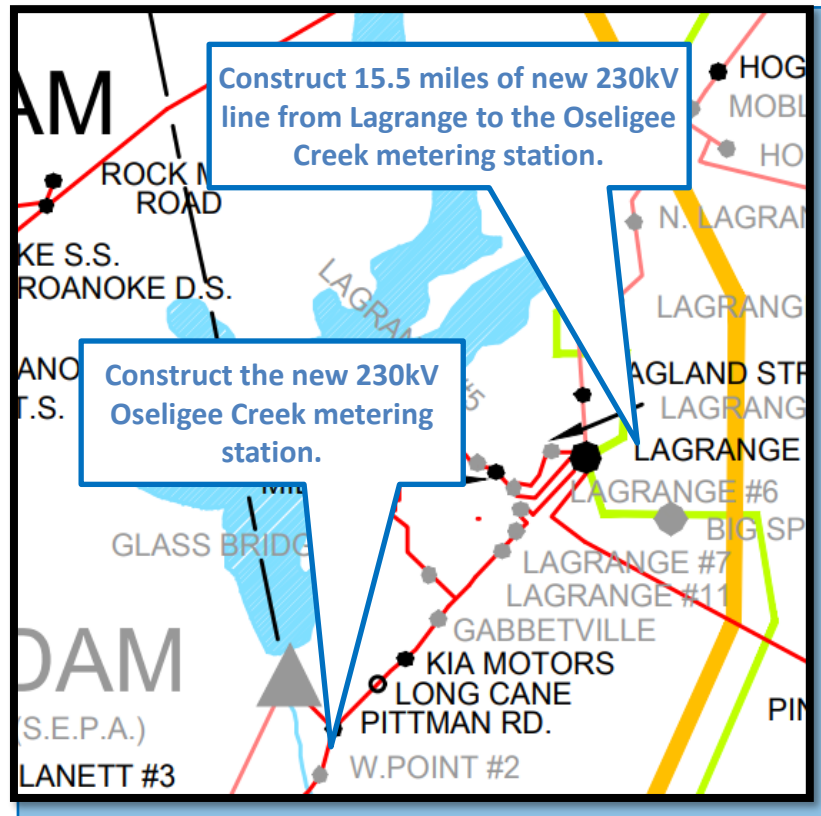 Construct 15.5 miles of new 230kV
line from Lagrange to the Oseligee
Creek metering station.
HOG
MOBL
HO
AM
ROCK M
ROAD
N. LAGRAN
KE S.S.
ROANOKE D.S.
LAGRANG
LAGRANG
#5
ANO
T.S.
Construct the new 230kV
Oseligee Creek metering
station.
AGLAND STR
LAGRANG
LAGRANGE
LAGRANGE #6
BIG SP
GLASS BRIDG
LAGRANGE #7
LAGRANGE #11
GABBETVILLE
DAM
KIA MOTORS
LONG CANE
PITTMAN RD.
PIN
(S.E.P.A.)
W.POINT #2
LANETT #3